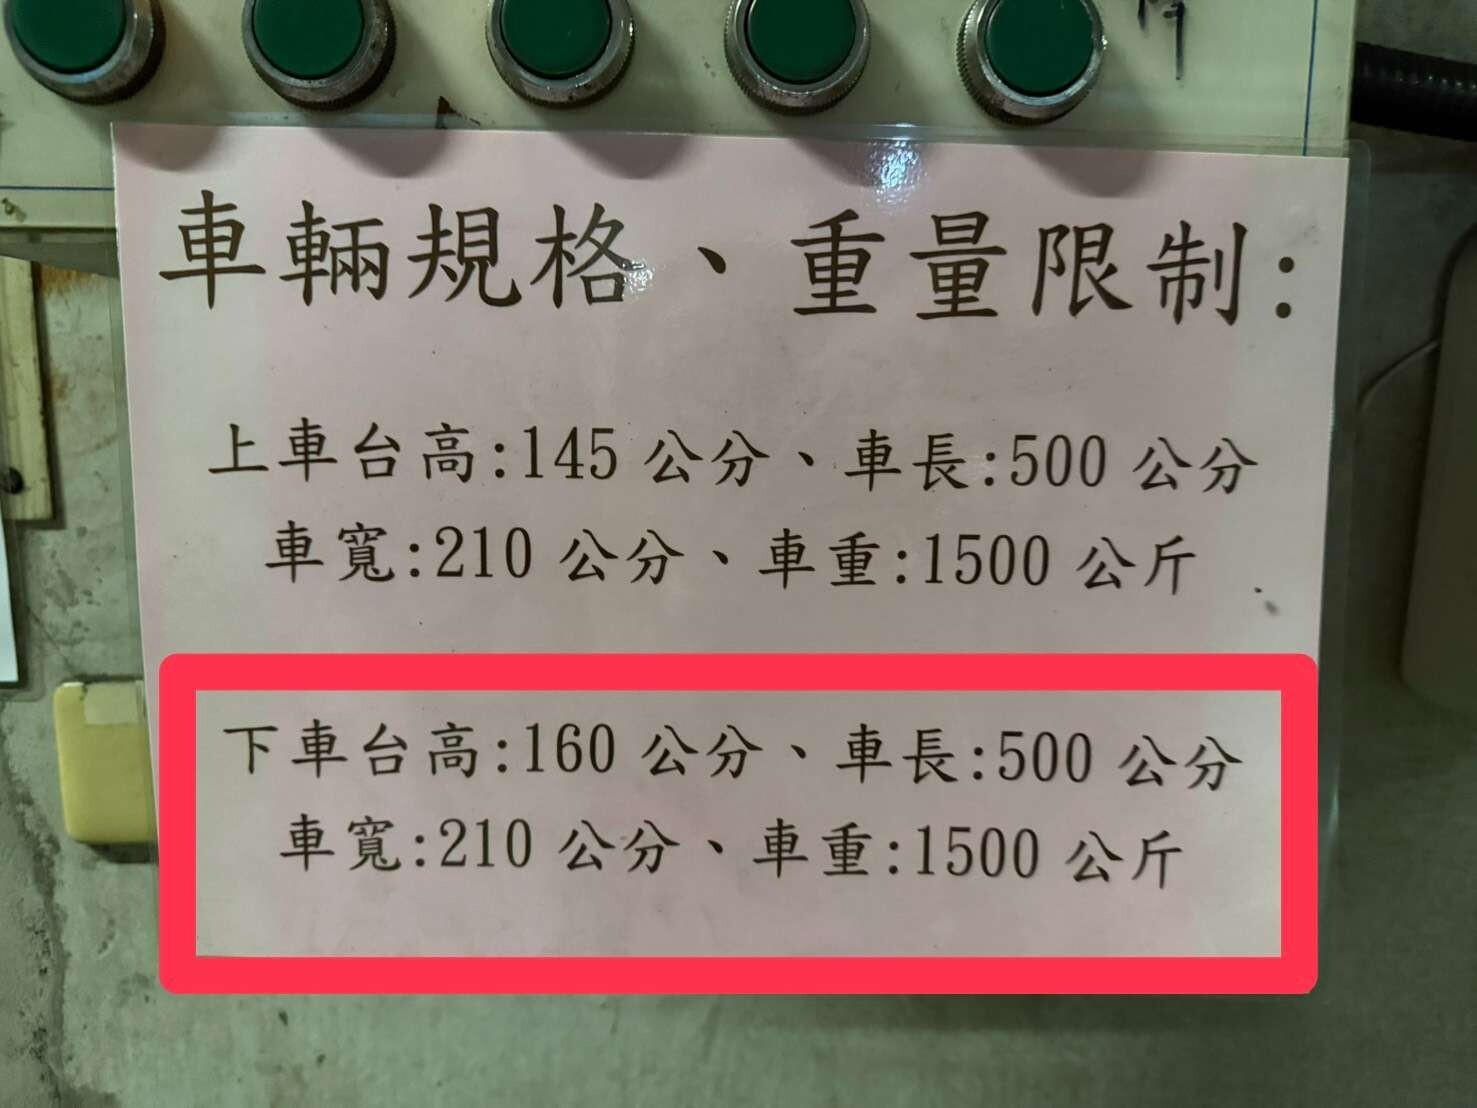 車輛規格、重量限制:
上車台高:145 公分、車長:500 公分
車寬:210 公分、車重:1500 公斤
下車台高:160 公分、車長:500 公分
車寬:210 公分、車重:1500 公斤